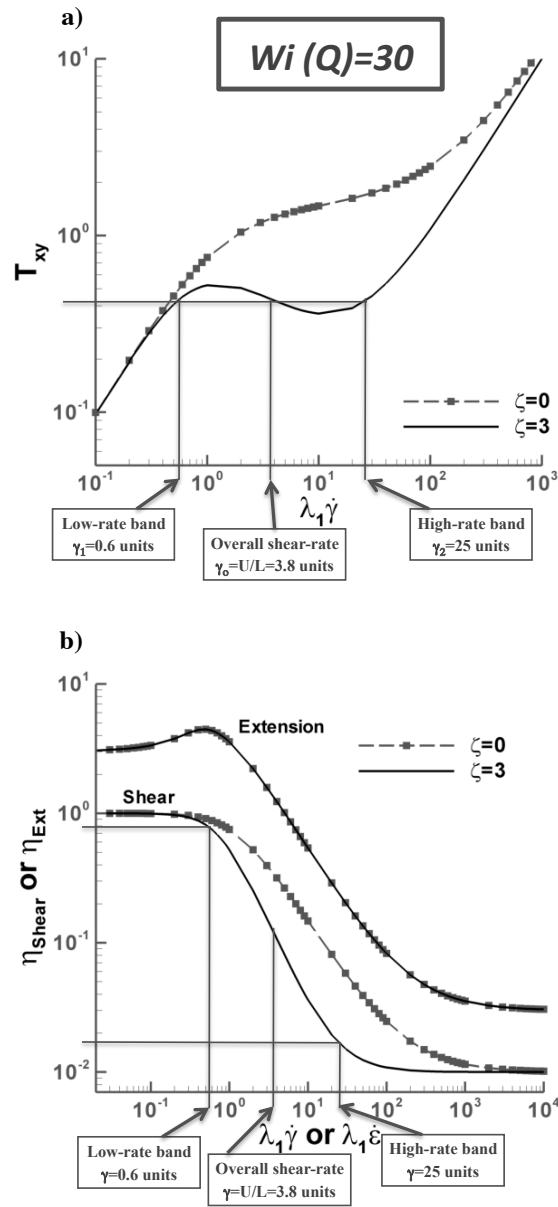 a)
Wi (Q)=30
10¹
10⁰
10⁻¹
T_xy
ζ=0
ζ=3
10⁻¹ 10⁰ 10¹ 10² 10³
λ₁γ̇
Low-rate band
γ₁=0.6 units
Overall shear-rate
γₒ=U/L=3.8 units
High-rate band
γ₂=25 units
b)
10¹
10⁰
10⁻¹
10⁻²
η_Shear or η_Ext
Extension
Shear
ζ=0
ζ=3
10⁻¹ 10⁰ 10¹ 10² 10³ 10⁴
λ₁γ̇ or λ₁ε̇
Low-rate band
γ=0.6 units
Overall shear-rate
γ=U/L=3.8 units
High-rate band
γ=25 units